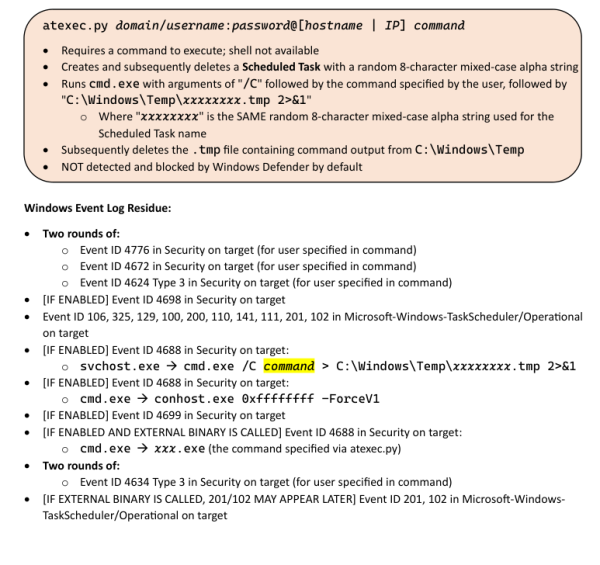 atexec.py domain/username:password@[hostname | IP] command
• Requires a command to execute; shell not available
• Creates and subsequently deletes a Scheduled Task with a random 8-character mixed-case alpha string
• Runs cmd.exe with arguments of "/C" followed by the command specified by the user, followed by
"C:\Windows\Temp\xxxxxxxx.tmp 2>&1"
o Where "xxxxxxxx" is the SAME random 8-character mixed-case alpha string used for the
Scheduled Task name
• Subsequently deletes the .tmp file containing command output from C:\Windows\Temp
• NOT detected and blocked by Windows Defender by default
Windows Event Log Residue:
• Two rounds of:
o Event ID 4776 in Security on target (for user specified in command)
o Event ID 4672 in Security on target (for user specified in command)
o Event ID 4624 Type 3 in Security on target (for user specified in command)
• [IF ENABLED] Event ID 4698 in Security on target
• Event ID 106, 325, 129, 100, 200, 110, 141, 111, 201, 102 in Microsoft-Windows-TaskScheduler/Operational
on target
• [IF ENABLED] Event ID 4688 in Security on target:
o svchost.exe → cmd.exe /C command > C:\Windows\Temp\xxxxxxxx.tmp 2>&1
• [IF ENABLED] Event ID 4688 in Security on target:
o cmd.exe → conhost.exe 0xffffffff -ForceV1
• [IF ENABLED] Event ID 4699 in Security on target
• [IF ENABLED AND EXTERNAL BINARY IS CALLED] Event ID 4688 in Security on target:
o cmd.exe → xxx.exe (the command specified via atexec.py)
• Two rounds of:
o Event ID 4634 Type 3 in Security on target (for user specified in command)
• [IF EXTERNAL BINARY IS CALLED, 201/102 MAY APPEAR LATER] Event ID 201, 102 in Microsoft-Windows-
TaskScheduler/Operational on target